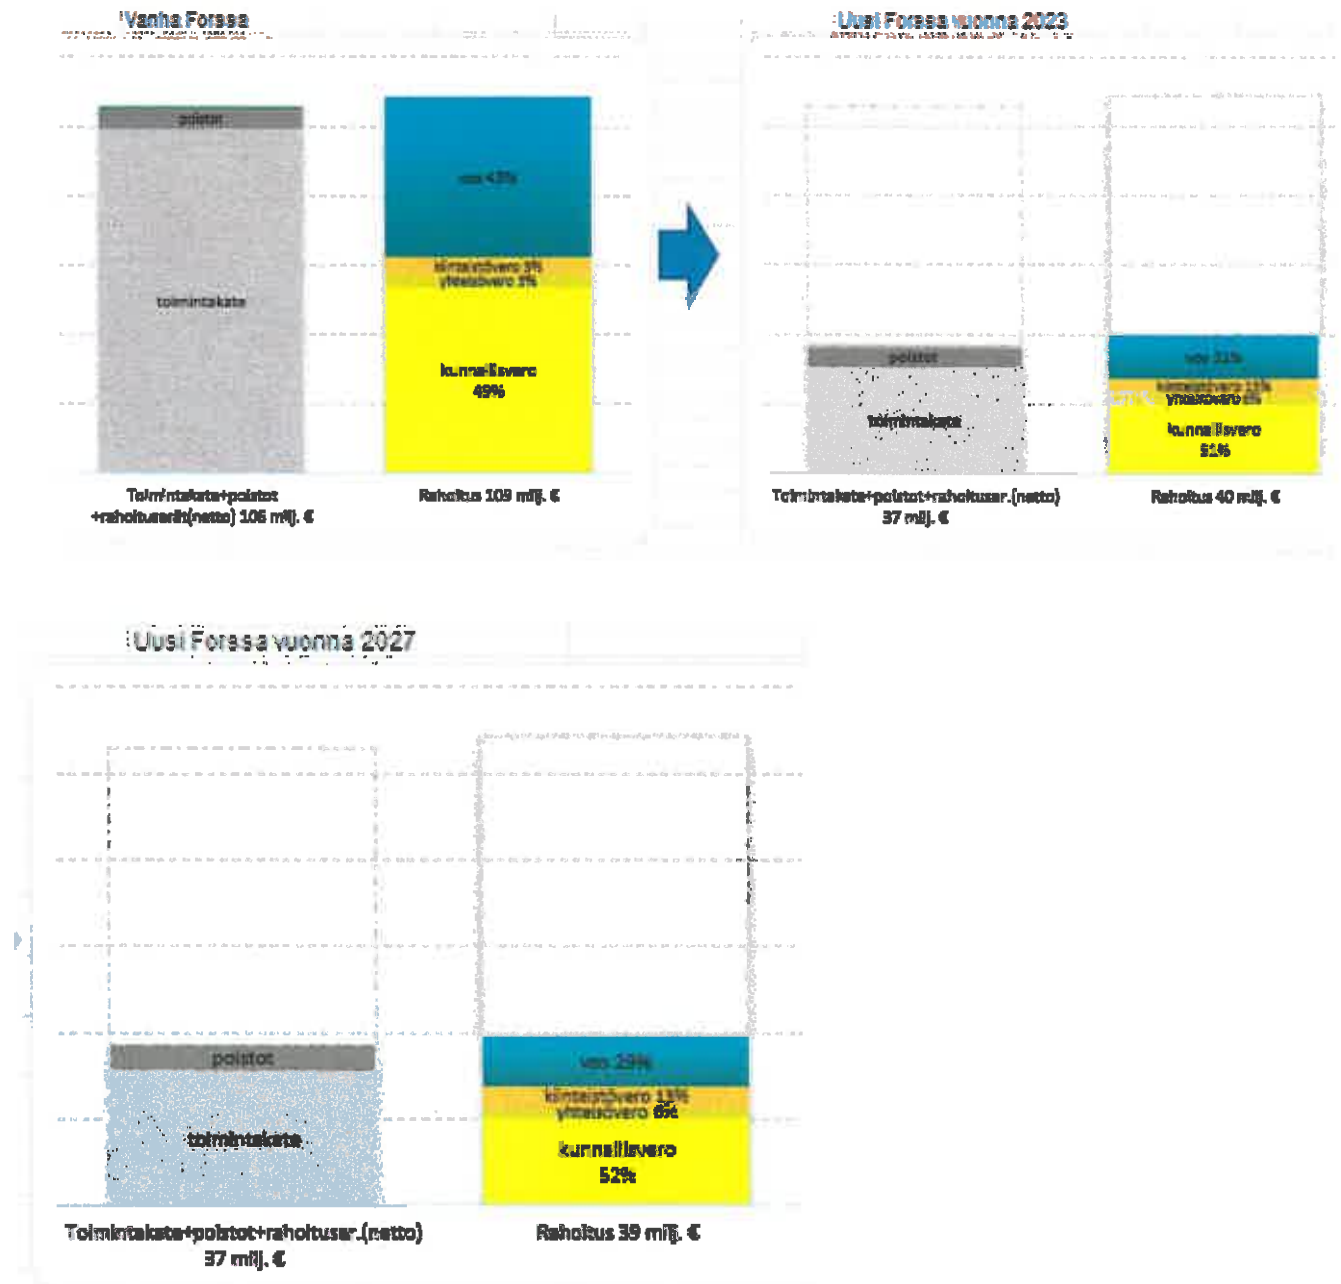 Vanha Forssa
poistot
toimintakate
vos 43%
kiinteistövero 5%
yhteisövero 3%
kunnallisvero
49%
Toimintakate+poistot
+rahoituserät(netto) 106 milj. €
Rahoitus 109 milj. €
Uusi Forssa vuonna 2023
poistot
toimintakate
vos 31%
kiinteistövero 13%
yhteisövero
kunnallisvero
51%
Toimintakate+poistot+rahoituser.(netto)
37 milj. €
Rahoitus 40 milj. €
Uusi Forssa vuonna 2027
poistot
toimintakate
vos 29%
kiinteistövero 13%
yhteisövero 6%
kunnallisvero
52%
Toimintakate+poistot+rahoituser.(netto)
37 milj. €
Rahoitus 39 milj. €